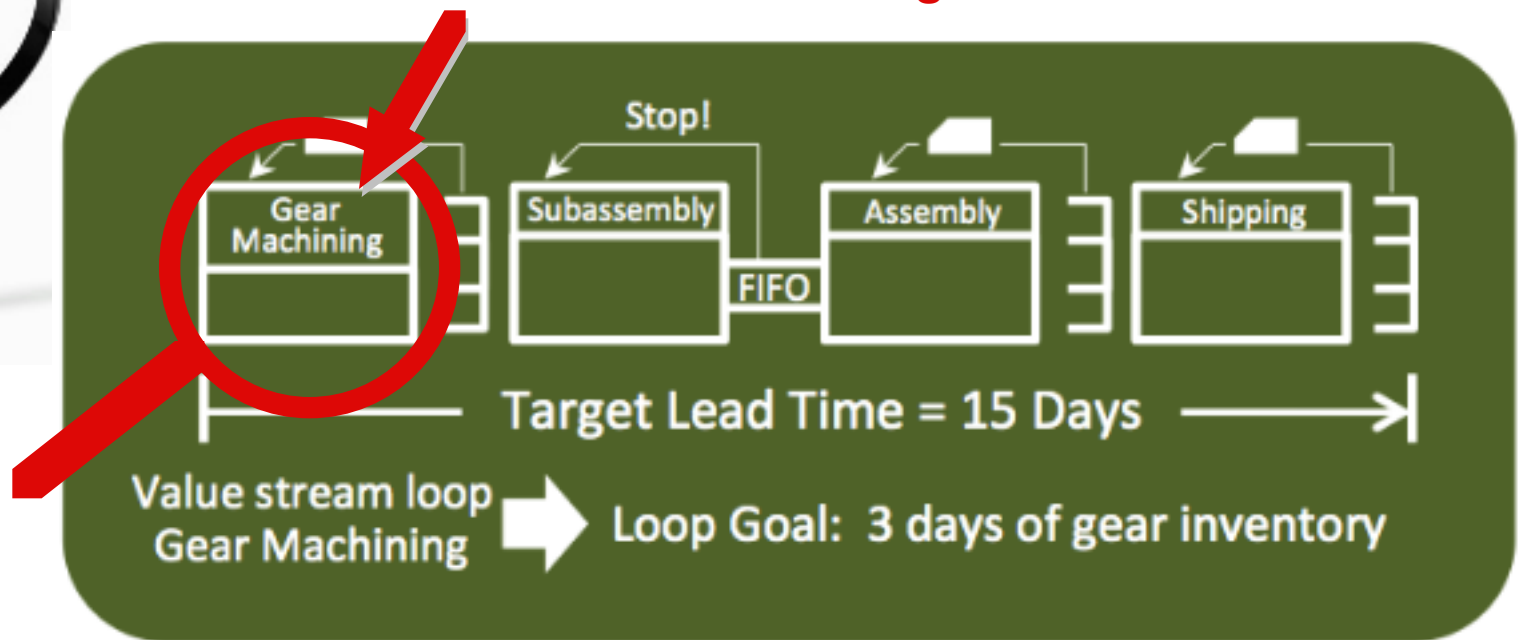 Stop!
Gear
Machining
Subassembly
FIFO
Assembly
Shipping
Target Lead Time = 15 Days
Value stream loop
Gear Machining
Loop Goal: 3 days of gear inventory